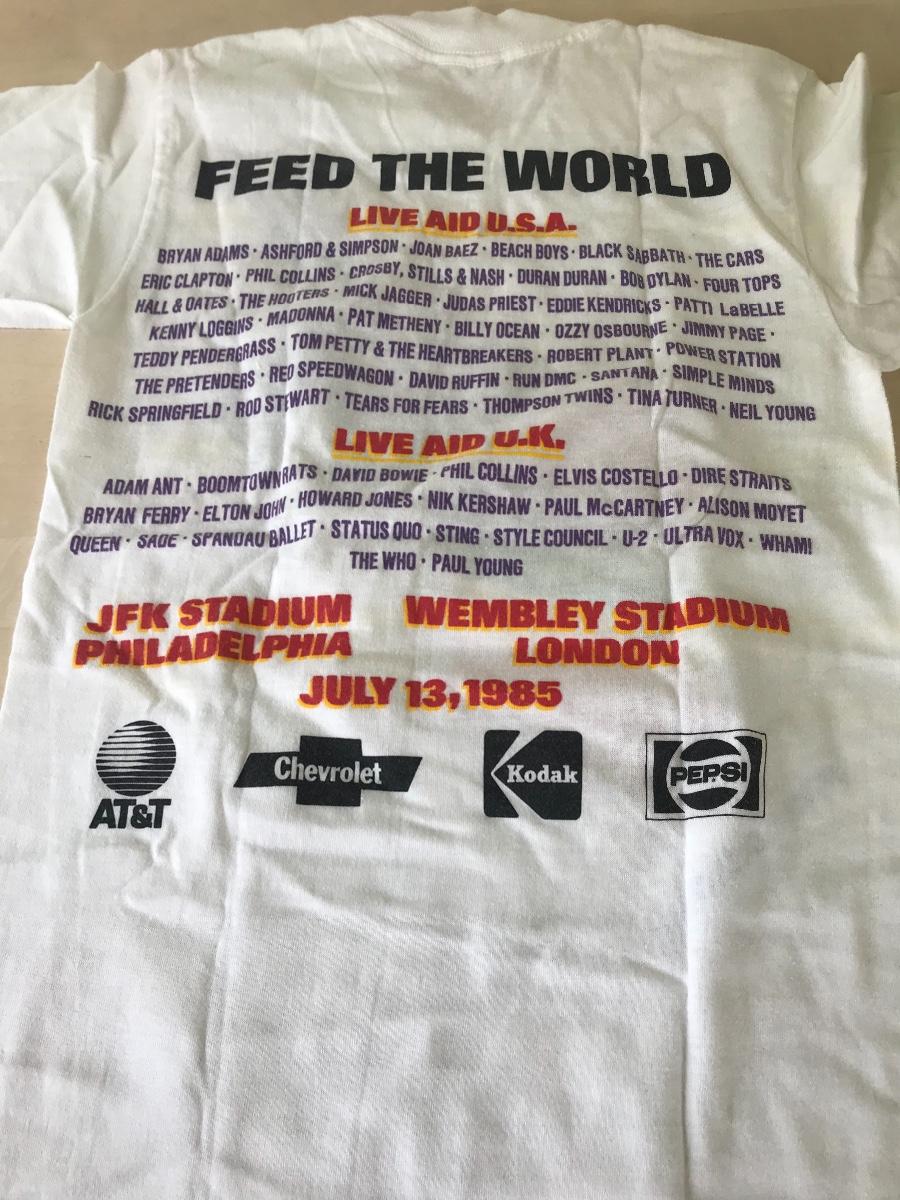 FEED THE WORLD
LIVE AID U.S.A.
BRYAN ADAMS · ASHFORD & SIMPSON · JOAN BAEZ · BEACH BOYS · BLACK SABBATH · THE CARS
ERIC CLAPTON · PHIL COLLINS · CROSBY, STILLS & NASH · DURAN DURAN · BOB DYLAN · FOUR TOPS
HALL & OATES · THE HOOTERS · MICK JAGGER · JUDAS PRIEST · EDDIE KENDRICKS · PATTI LaBELLE
KENNY LOGGINS · MADONNA · PAT METHENY · BILLY OCEAN · OZZY OSBOURNE · JIMMY PAGE ·
TEDDY PENDERGRASS · TOM PETTY & THE HEARTBREAKERS · ROBERT PLANT · POWER STATION
THE PRETENDERS · REO SPEEDWAGON · DAVID RUFFIN · RUN DMC · SANTANA · SIMPLE MINDS
RICK SPRINGFIELD · ROD STEWART · TEARS FOR FEARS · THOMPSON TWINS · TINA TURNER · NEIL YOUNG
LIVE AID U.K.
ADAM ANT · BOOMTOWN RATS · DAVID BOWIE · PHIL COLLINS · ELVIS COSTELLO · DIRE STRAITS
BRYAN FERRY · ELTON JOHN · HOWARD JONES · NIK KERSHAW · PAUL McCARTNEY · ALISON MOYET
QUEEN · SADE · SPANDAU BALLET · STATUS QUO · STING · STYLE COUNCIL · U-2 · ULTRA VOX · WHAM!
THE WHO · PAUL YOUNG
JFK STADIUM WEMBLEY STADIUM
PHILADELPHIA LONDON
JULY 13, 1985
AT&T Chevrolet Kodak PEPSI